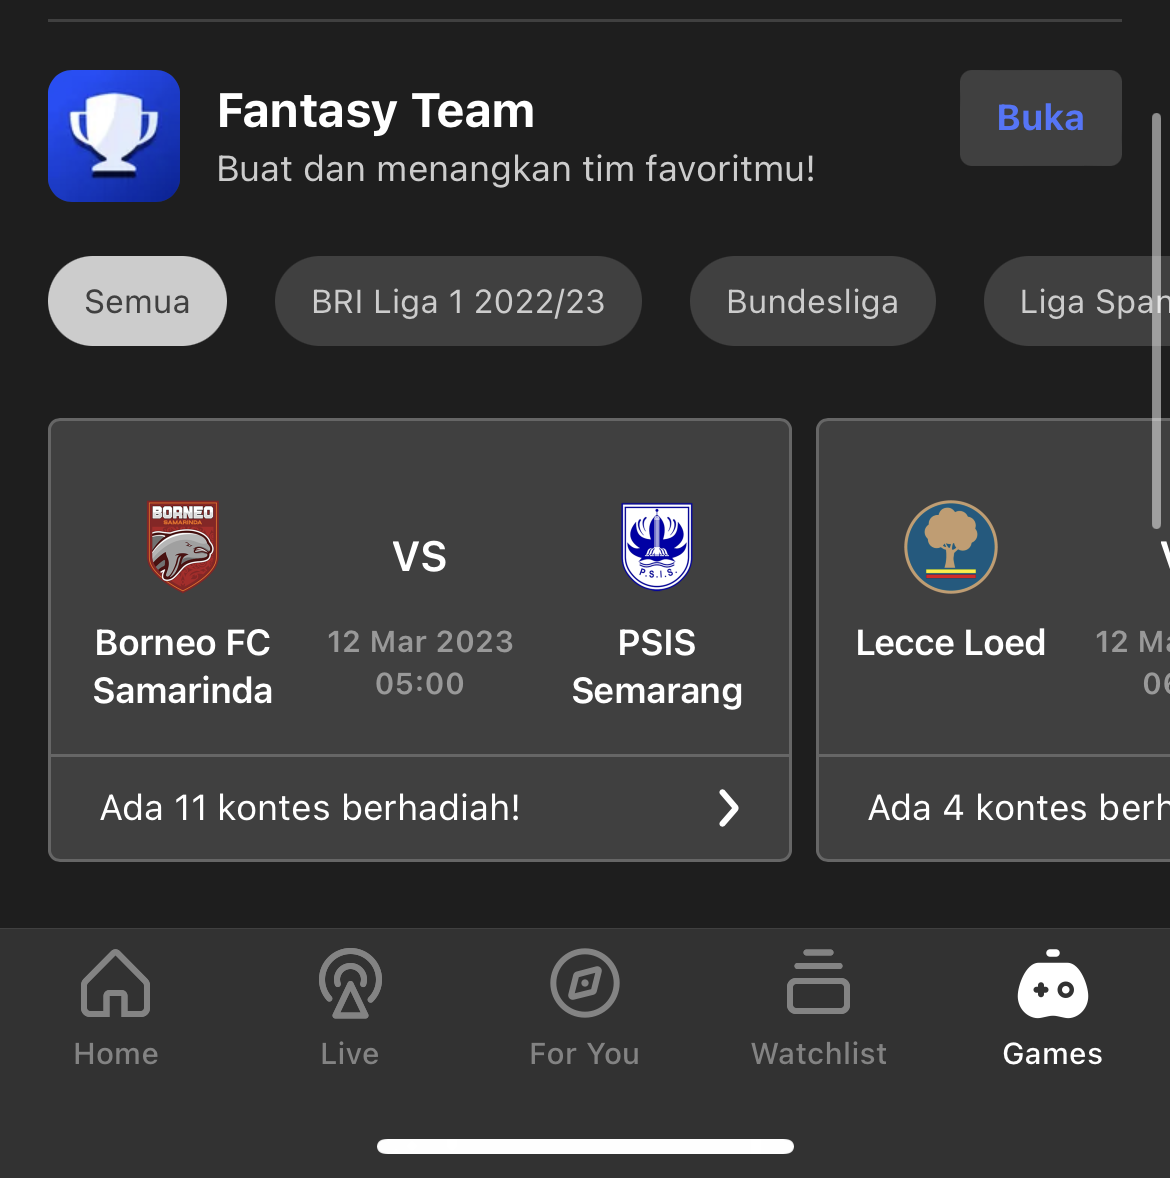 Fantasy Team
Buat dan menangkan tim favoritmu!
Buka
Semua
BRI Liga 1 2022/23
Bundesliga
Liga Span
BORNEO
SAMARINDA
VS
P.S.I.S.
Borneo FC
Samarinda
12 Mar 2023
05:00
PSIS
Semarang
Lecce Loed
12 Ma
06
Ada 11 kontes berhadiah!
Ada 4 kontes berh
Home
Live
For You
Watchlist
Games